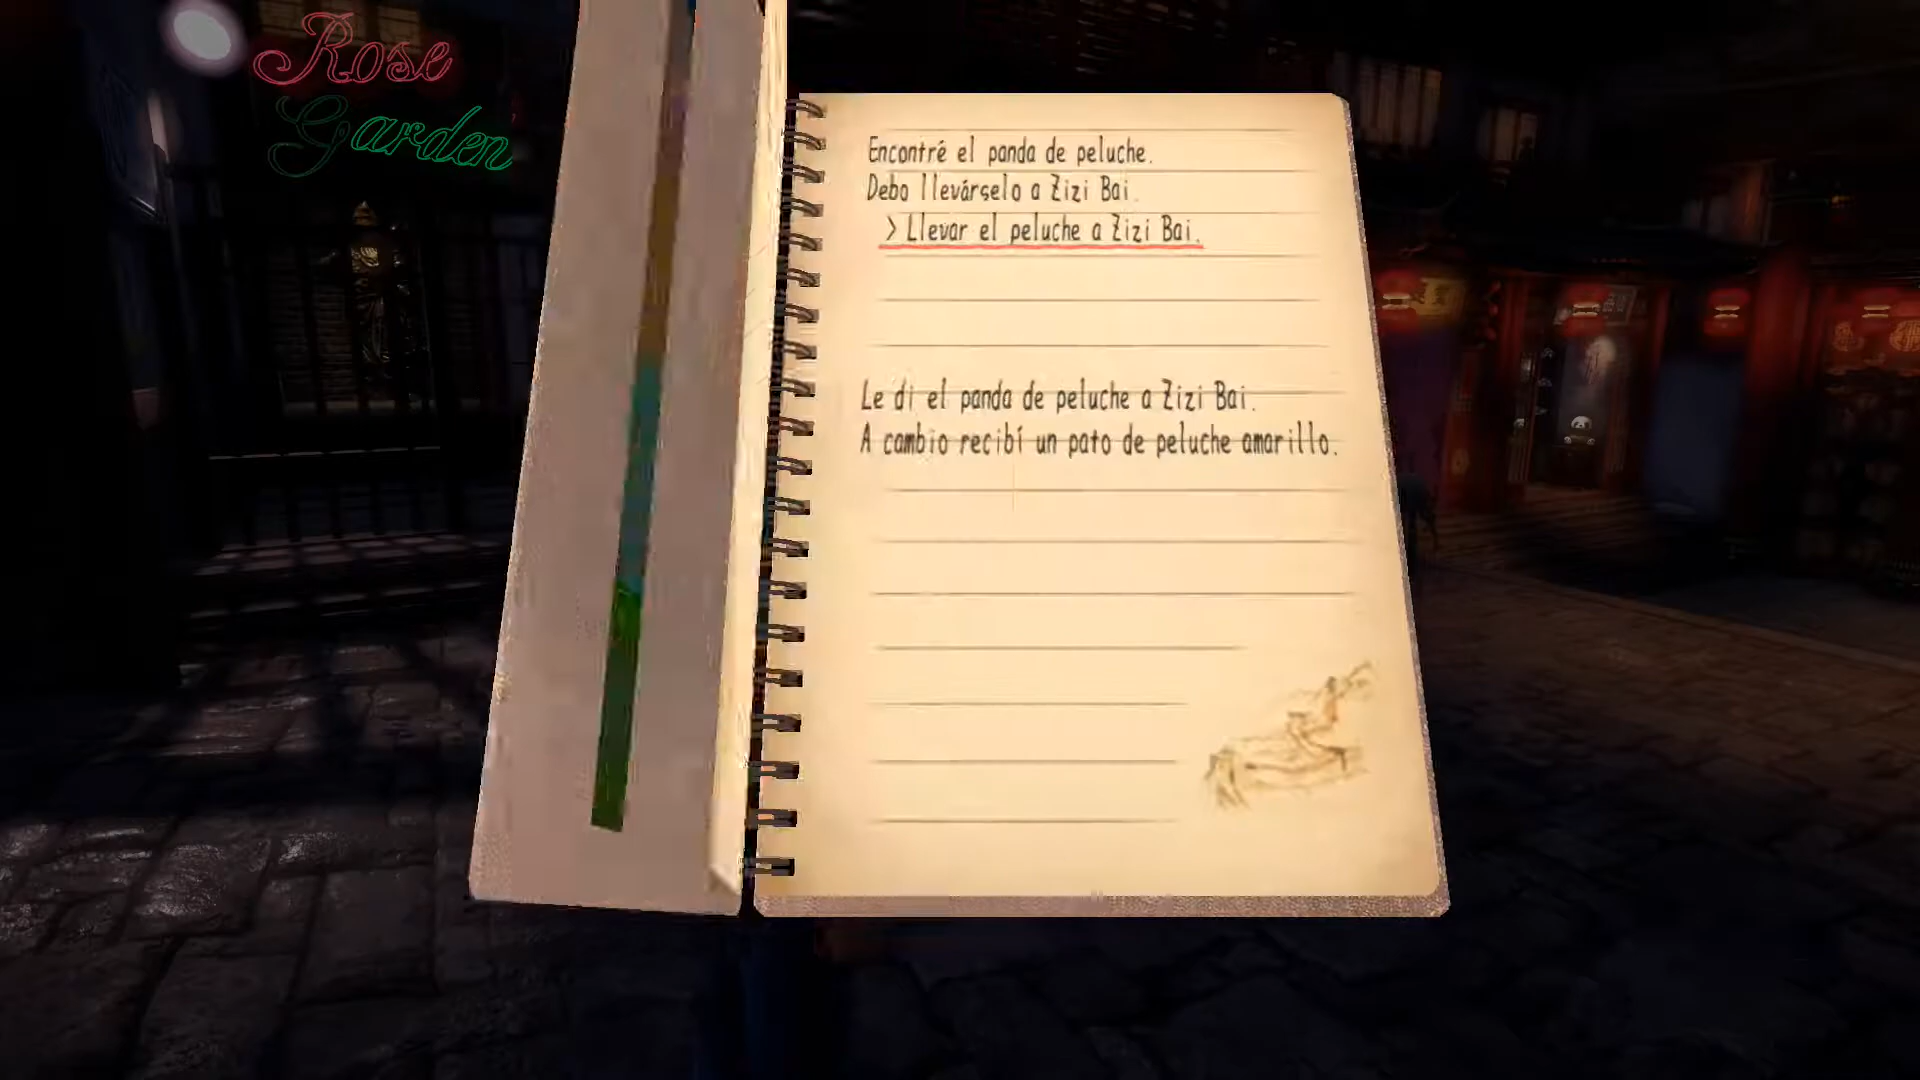 Rose
Garden
Encontré el panda de peluche.
Debo llevárselo a Zizi Bai.
> Llevar el peluche a Zizi Bai.
Le di el panda de peluche a Zizi Bai.
A cambio recibí un pato de peluche amarillo.